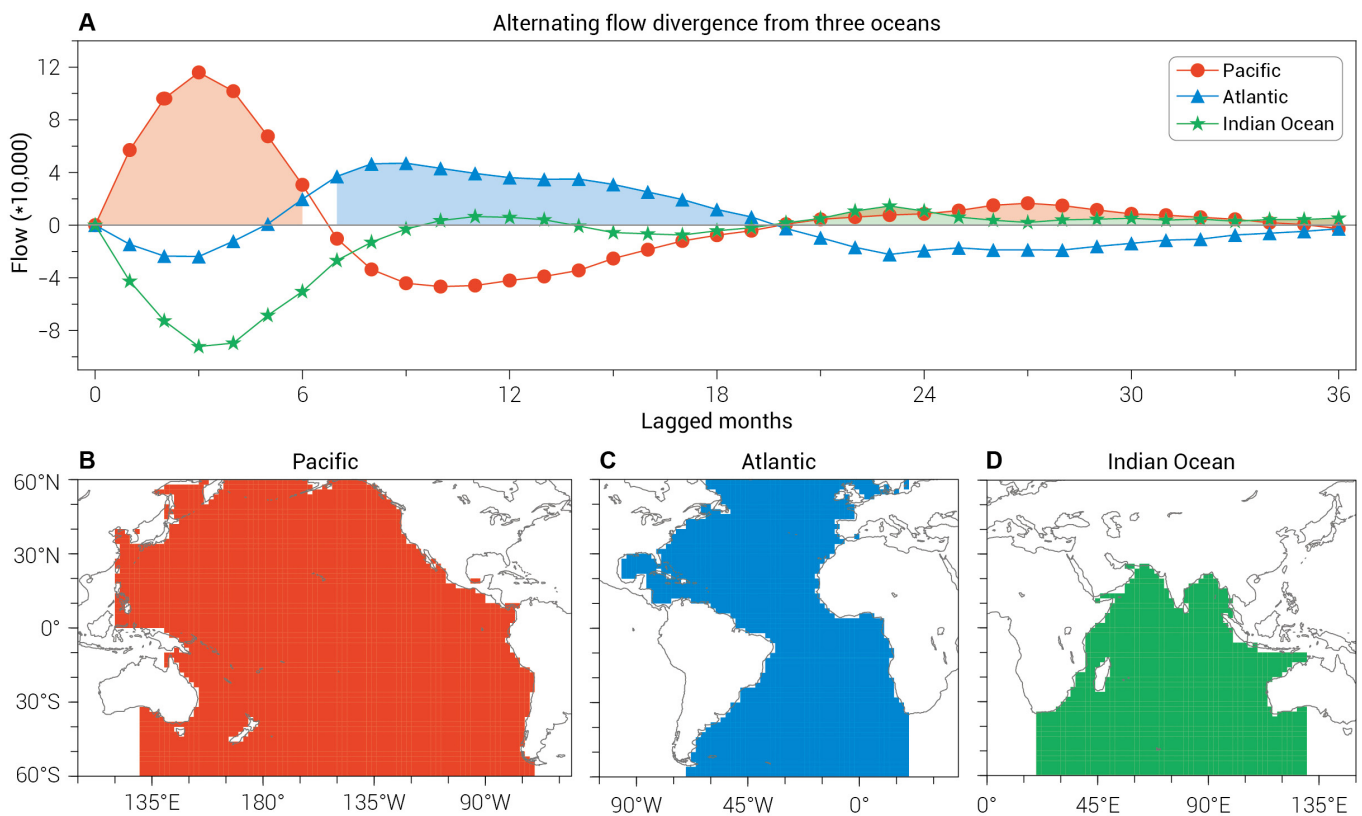 A Alternating flow divergence from three oceans
Flow (*10,000)
12
8
4
0
−4
−8
Pacific
Atlantic
Indian Ocean
0 6 12 18 24 30 36
Lagged months
B Pacific
C Atlantic
D Indian Ocean
60°N
30°N
0°
30°S
60°S
135°E 180° 135°W 90°W
90°W 45°W 0°
0° 45°E 90°E 135°E